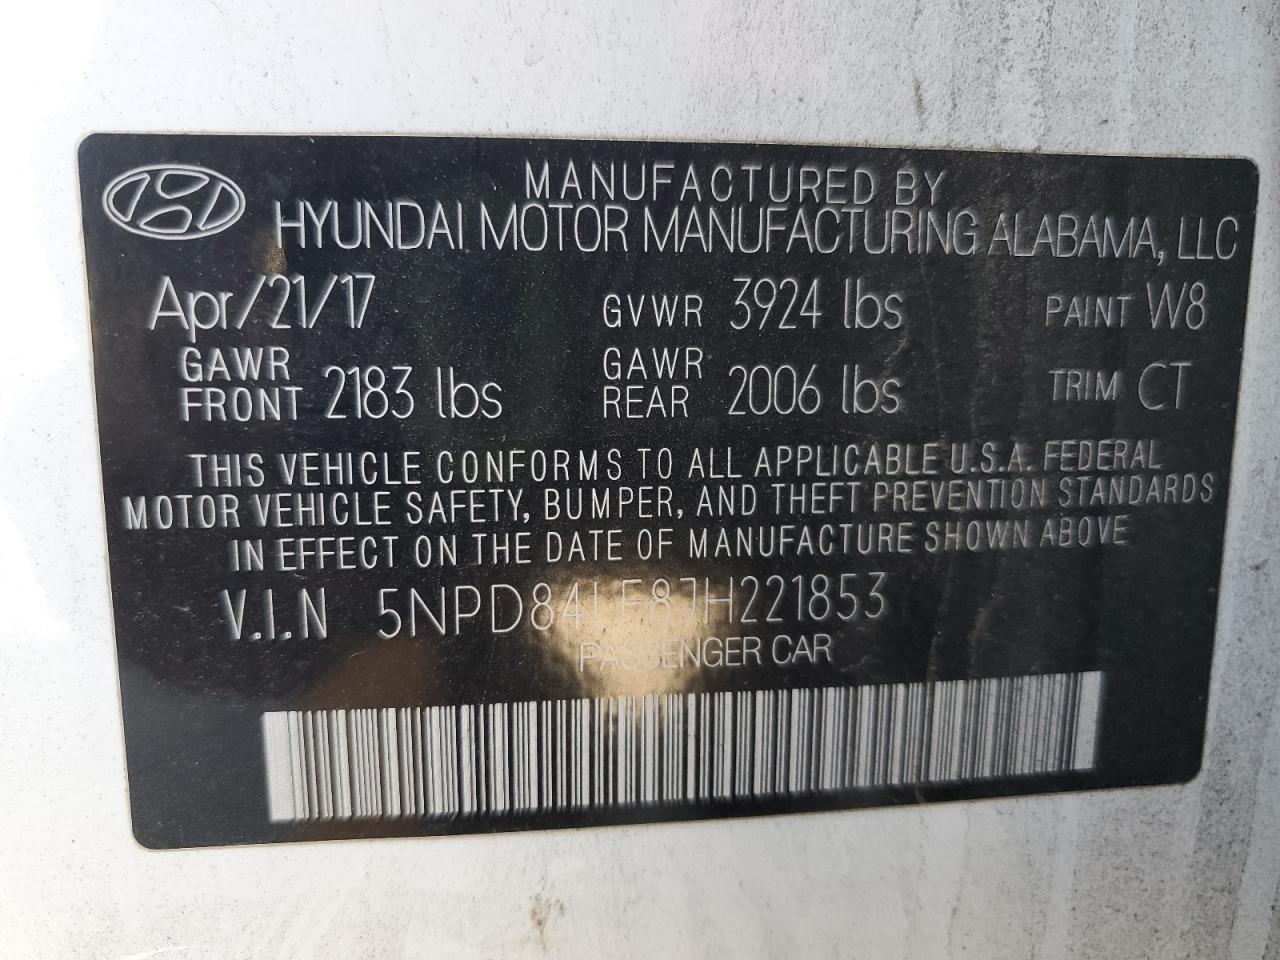 MANUFACTURED BY
HYUNDAI MOTOR MANUFACTURING ALABAMA, LLC
Apr/21/17 GVWR 3924 lbs PAINT W8
GAWR FRONT 2183 lbs GAWR REAR 2006 lbs TRIM CT
THIS VEHICLE CONFORMS TO ALL APPLICABLE U.S.A. FEDERAL
MOTOR VEHICLE SAFETY, BUMPER, AND THEFT PREVENTION STANDARDS
IN EFFECT ON THE DATE OF MANUFACTURE SHOWN ABOVE
V.I.N 5NPD84LF8JH221853
PASSENGER CAR